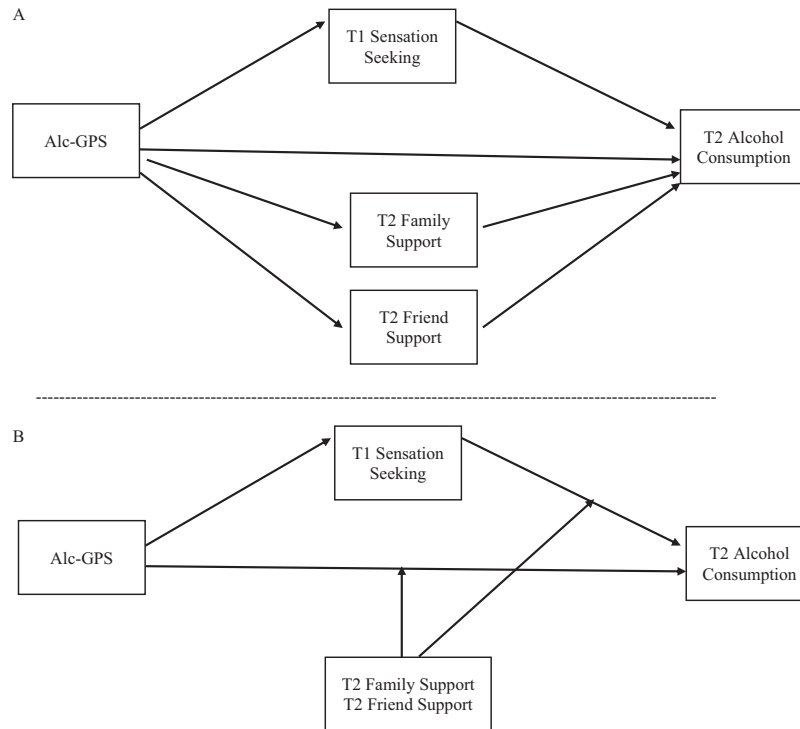 A
T1 Sensation
Seeking
Alc-GPS
T2 Alcohol
Consumption
T2 Family
Support
T2 Friend
Support
B
T1 Sensation
Seeking
Alc-GPS
T2 Alcohol
Consumption
T2 Family Support
T2 Friend Support